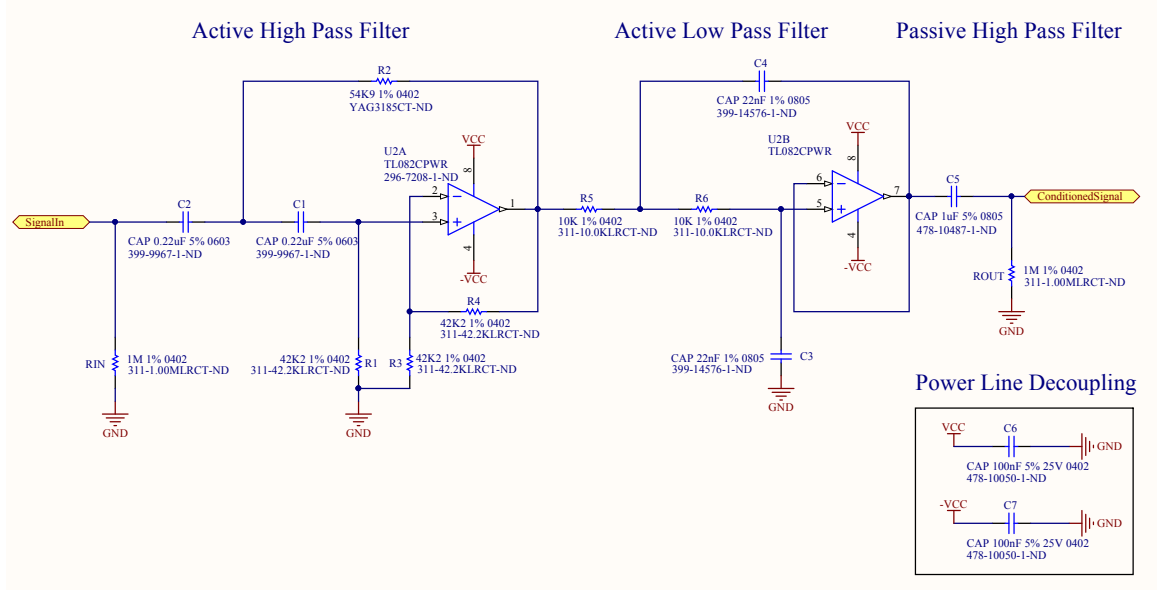 Active High Pass Filter
Active Low Pass Filter
Passive High Pass Filter
R2
54K9 1% 0402
YAG3185CT-ND
C4
CAP 22nF 1% 0805
399-14576-1-ND
U2A
TL082CPWR
296-7208-1-ND
VCC
8
2
3
1
4
-VCC
U2B
TL082CPWR
VCC
8
6
5
7
4
-VCC
SignalIn
C2
CAP 0.22uF 5% 0603
399-9967-1-ND
C1
CAP 0.22uF 5% 0603
399-9967-1-ND
R5
10K 1% 0402
311-10.0KLRCT-ND
R6
10K 1% 0402
311-10.0KLRCT-ND
C5
CAP 1uF 5% 0805
478-10487-1-ND
ConditionedSignal
ROUT
1M 1% 0402
311-1.00MLRCT-ND
GND
R4
42K2 1% 0402
311-42.2KLRCT-ND
RIN
1M 1% 0402
311-1.00MLRCT-ND
GND
42K2 1% 0402
311-42.2KLRCT-ND
R1
R3
42K2 1% 0402
311-42.2KLRCT-ND
GND
CAP 22nF 1% 0805
399-14576-1-ND
C3
GND
Power Line Decoupling
VCC
C6
GND
CAP 100nF 5% 25V 0402
478-10050-1-ND
-VCC
C7
GND
CAP 100nF 5% 25V 0402
478-10050-1-ND